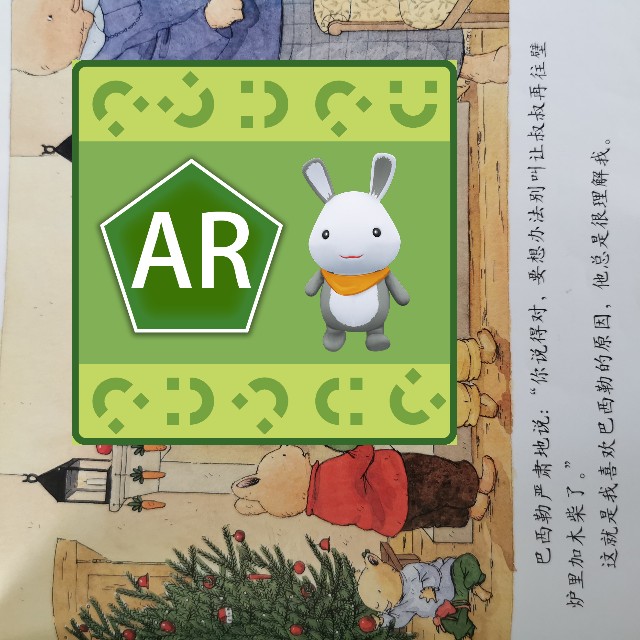 AR
巴西勒严肃地说：“你说得对，要想办法别叫让叔叔再往壁
炉里加木柴了。”
这就是我喜欢巴西勒的原因，他总是很理解我。